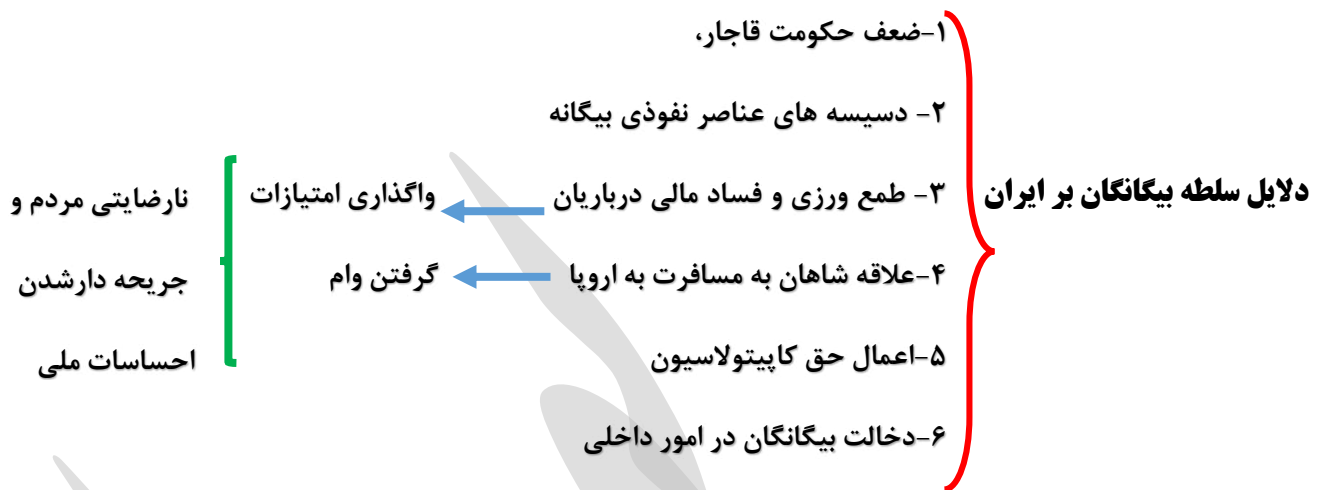 دلایل سلطه بیگانگان بر ایران
۱-ضعف حکومت قاجار،
۲- دسیسه های عناصر نفوذی بیگانه
۳- طمع ورزی و فساد مالی درباریان
واگذاری امتیازات
۴-علاقه شاهان به مسافرت به اروپا
گرفتن وام
۵-اعمال حق کاپیتولاسیون
۶-دخالت بیگانگان در امور داخلی
نارضایتی مردم و
جریحه دارشدن
احساسات ملی